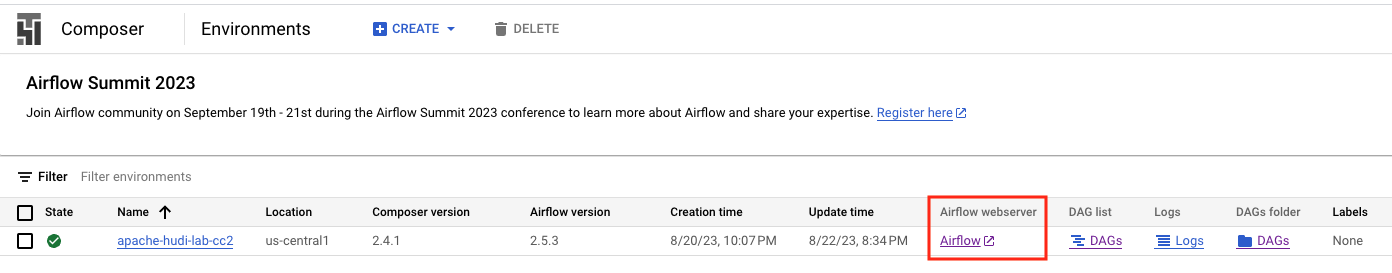 Composer Environments CREATE DELETE
Airflow Summit 2023
Join Airflow community on September 19th - 21st during the Airflow Summit 2023 conference to learn more about Airflow and share your expertise. Register here
Filter Filter environments
State Name Location Composer version Airflow version Creation time Update time Airflow webserver DAG list Logs DAGs folder Labels
apache-hudi-lab-cc2 us-central1 2.4.1 2.5.3 8/20/23, 10:07 PM 8/22/23, 8:34 PM Airflow DAGs Logs DAGs None